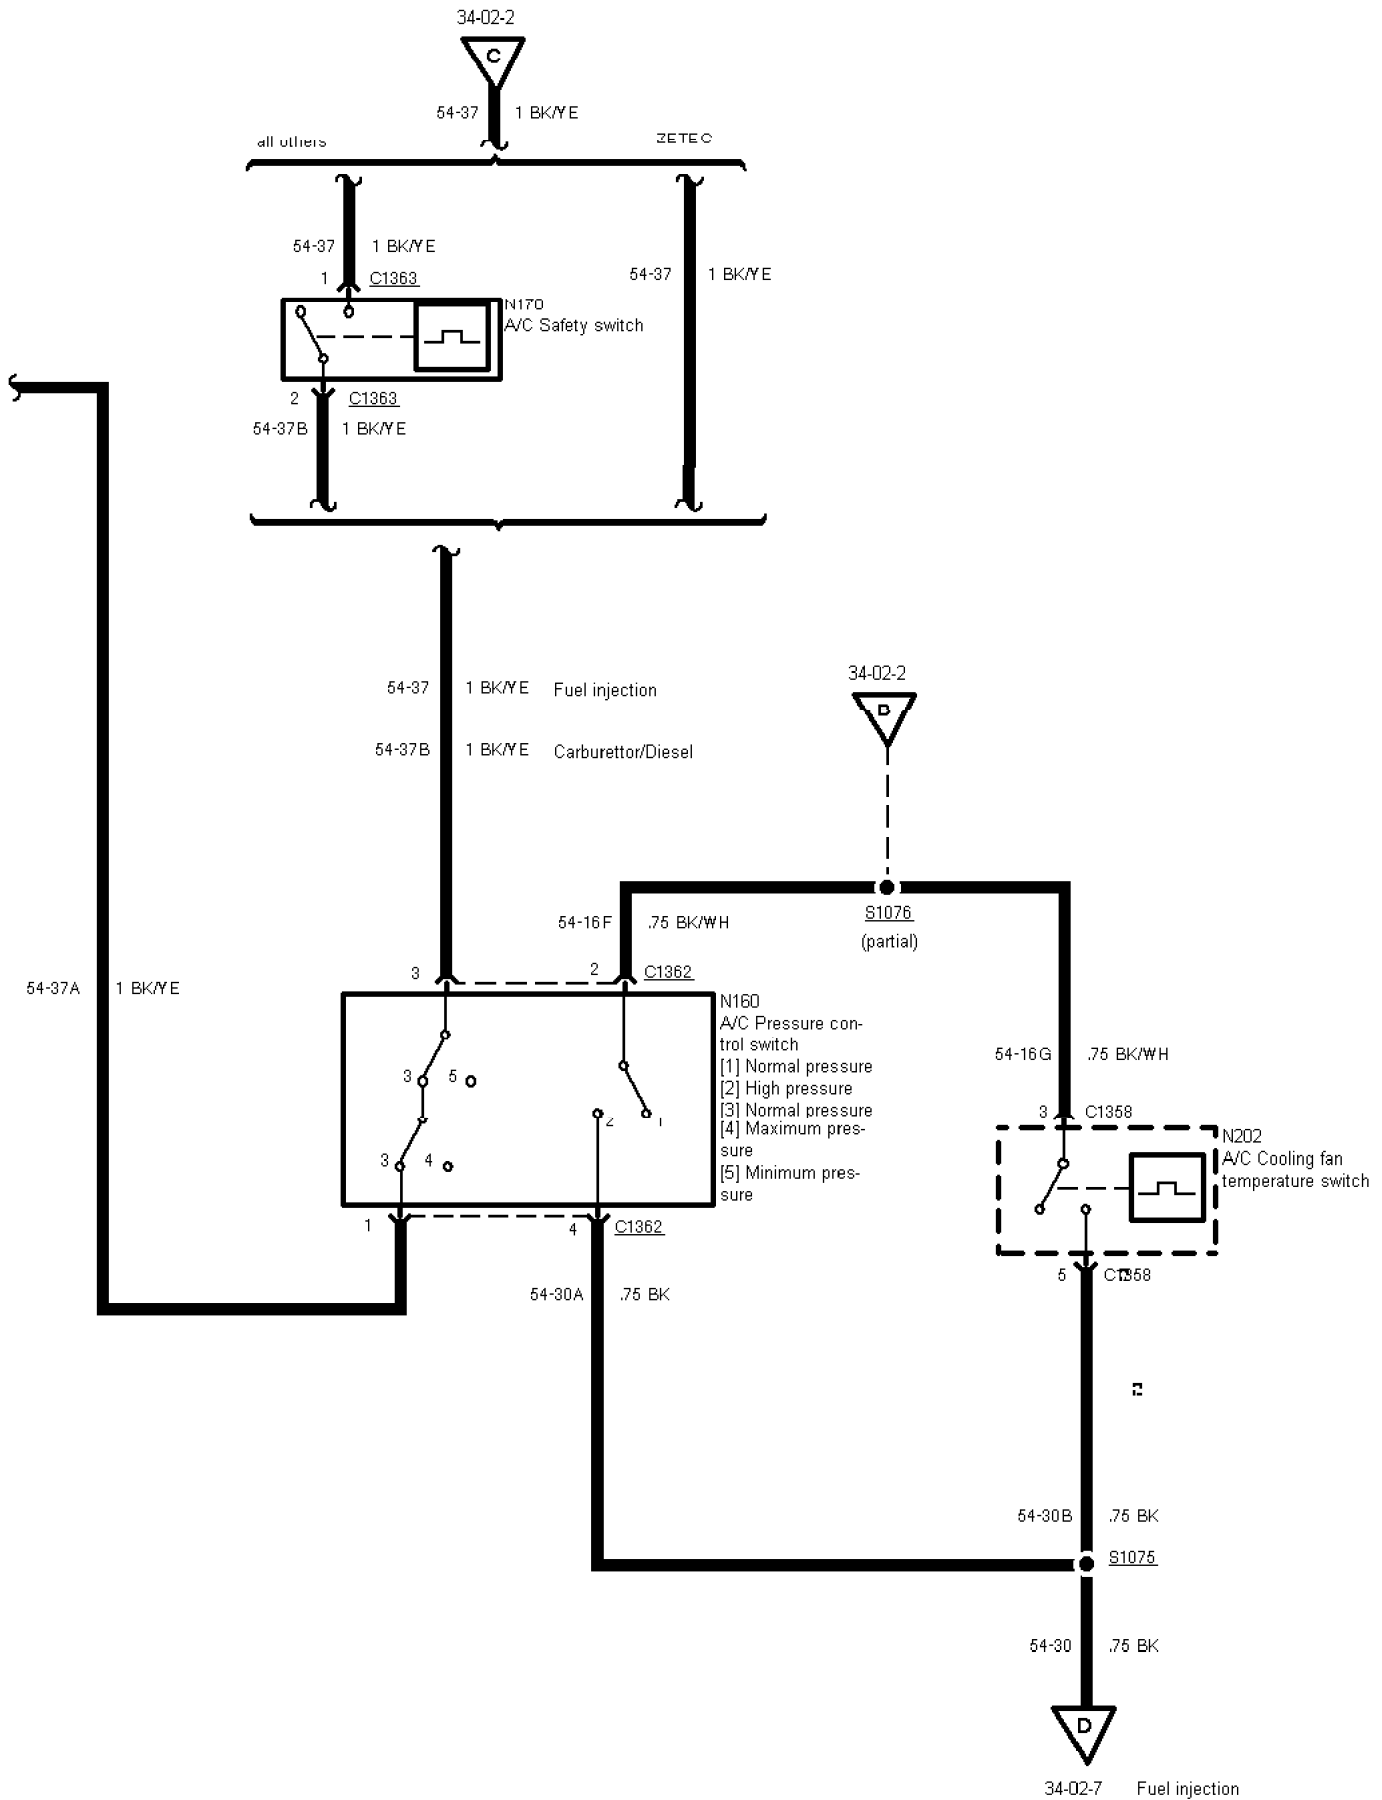 34-02-2
C
54-37 1 BK/YE
all others ZETEC
54-37 1 BK/YE
54-37 1 BK/YE
1 C1363
N170
A/C Safety switch
2 C1363
54-37B 1 BK/YE
54-37 1 BK/YE Fuel injection
54-37B 1 BK/YE Carburettor/Diesel
34-02-2
B
S1076
(partial)
54-16F .75 BK/WH
3 2 C1362
54-37A 1 BK/YE
N160
A/C Pressure con-
trol switch
[1] Normal pressure
[2] High pressure
[3] Normal pressure
[4] Maximum pres-
sure
[5] Minimum pres-
sure
3 5
2 1
3 4
54-16G .75 BK/WH
3 C1358
N202
A/C Cooling fan
temperature switch
1 4 C1362
5 C1358
54-30A .75 BK
54-30B .75 BK
S1075
54-30 .75 BK
D
34-02-7 Fuel injection